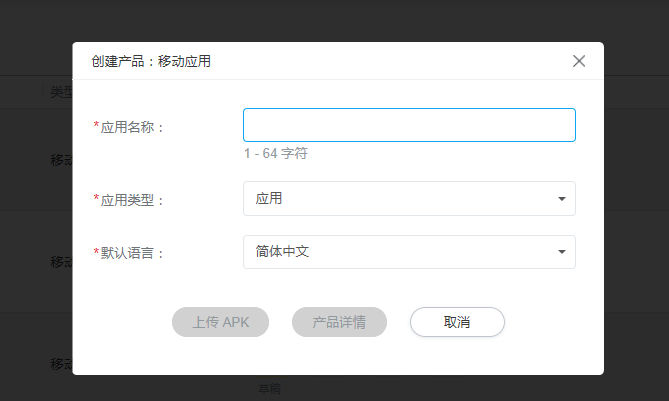 创建产品：移动应用
类型
*应用名称：
1 - 64 字符
移动
*应用类型： 应用
*默认语言： 简体中文
移动
上传 APK 产品详情 取消
移动
草稿